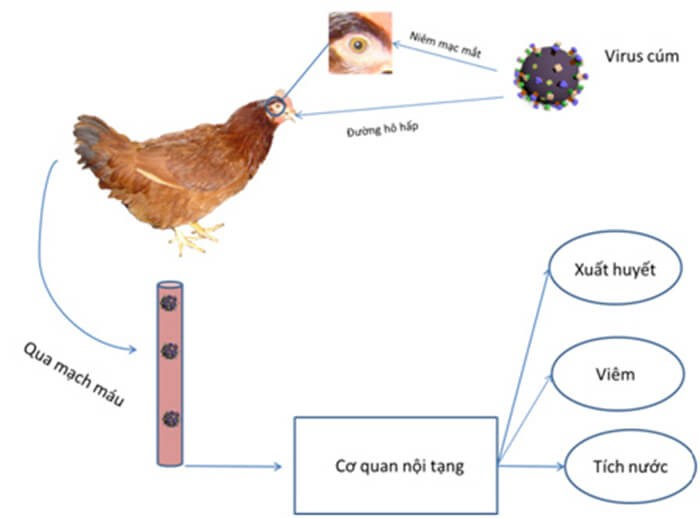 Niêm mạc mắt
Virus cúm
Đường hô hấp
Qua mạch máu
Xuất huyết
Viêm
Cơ quan nội tạng
Tích nước